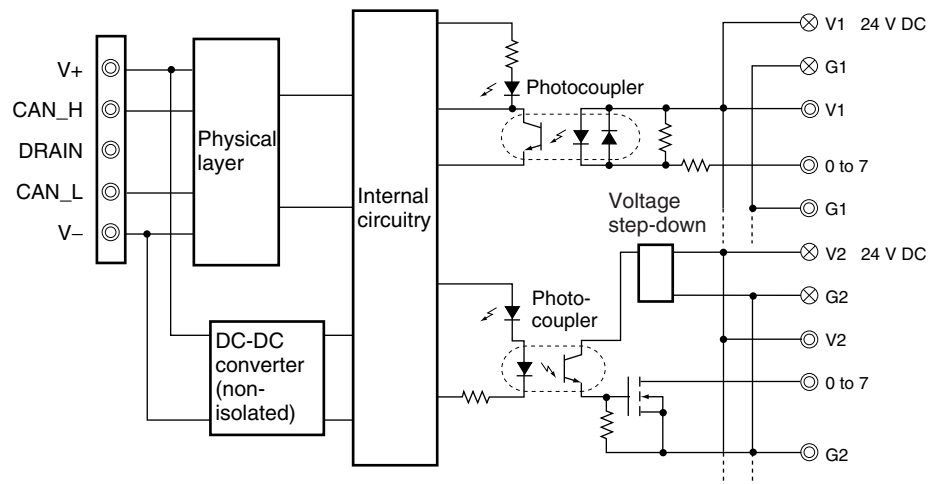 V+
CAN_H
DRAIN
CAN_L
V–
Physical
layer
DC-DC
converter
(non-
isolated)
Internal
circuitry
Photocoupler
Voltage
step-down
Photo-
coupler
V1 24 V DC
G1
V1
0 to 7
G1
V2 24 V DC
G2
V2
0 to 7
G2